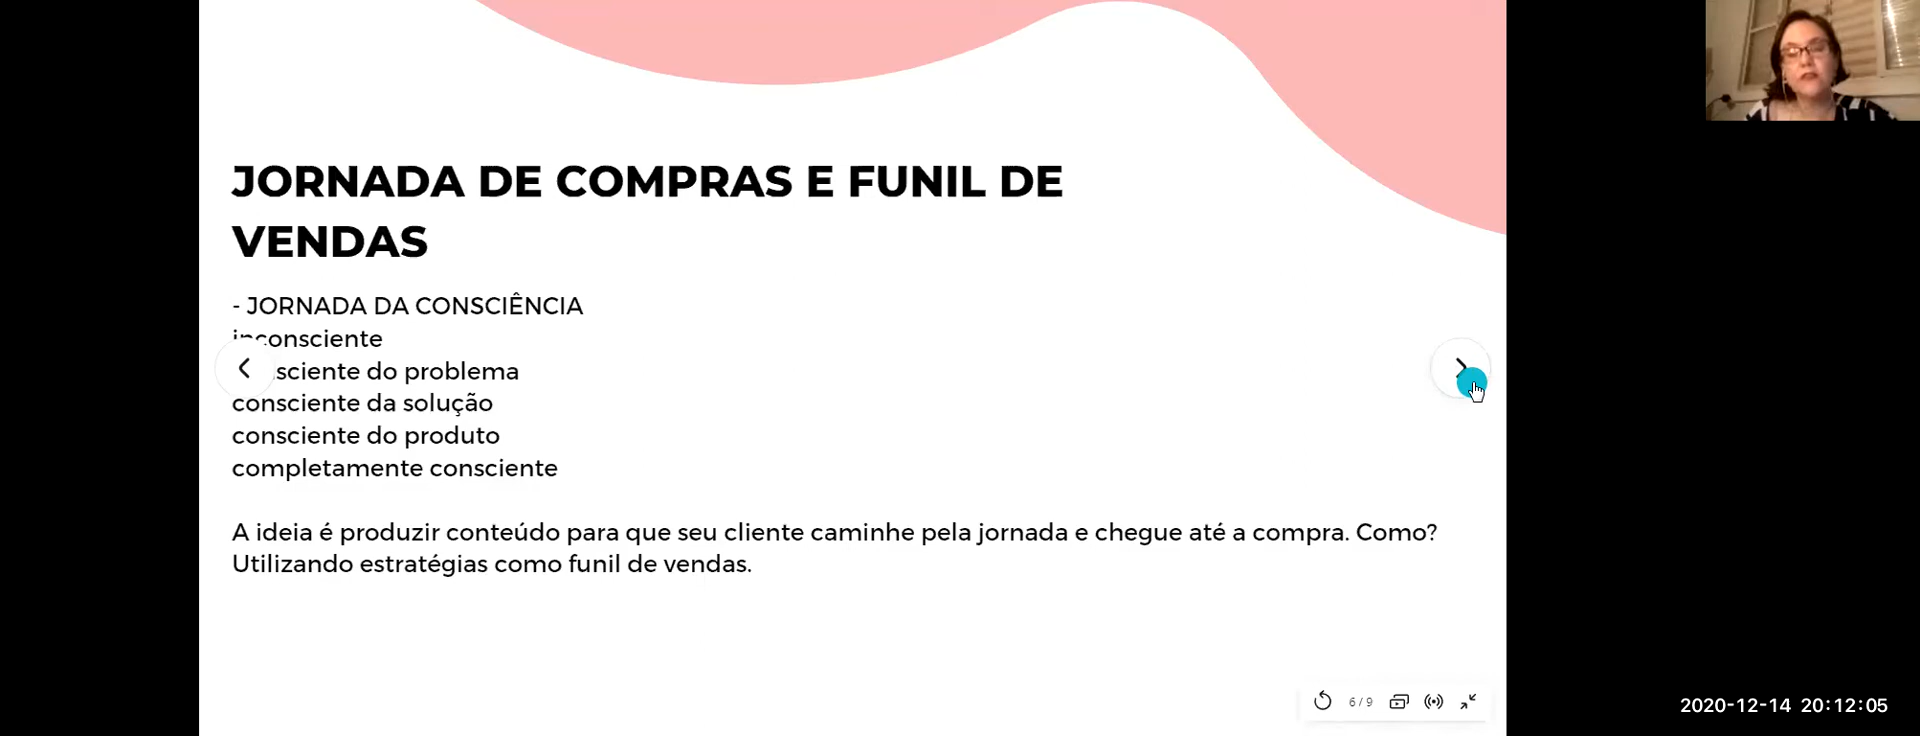 JORNADA DE COMPRAS E FUNIL DE
VENDAS
- JORNADA DA CONSCIÊNCIA
inconsciente
sciente do problema
consciente da solução
consciente do produto
completamente consciente
A ideia é produzir conteúdo para que seu cliente caminhe pela jornada e chegue até a compra. Como?
Utilizando estratégias como funil de vendas.
6 / 9
2020-12-14 20:12:05